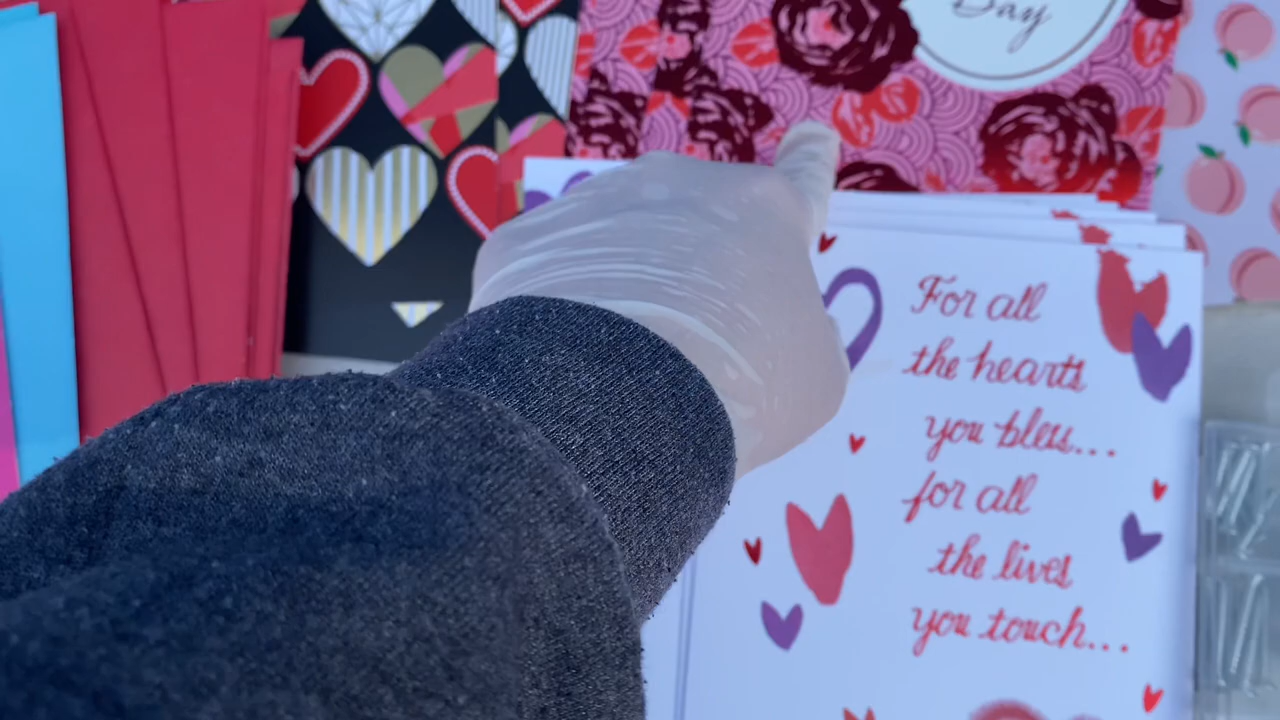 Day
For all
the hearts
you bless...
for all
the lives
you touch...